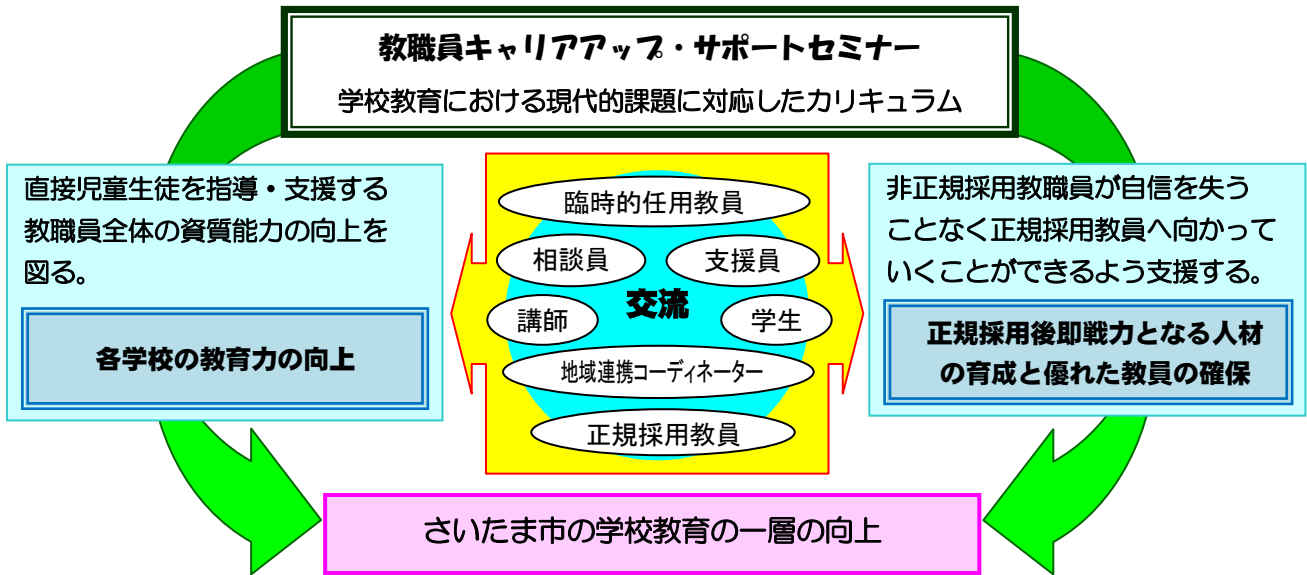 教職員キャリアアップ・サポートセミナー
学校教育における現代的課題に対応したカリキュラム
直接児童生徒を指導・支援する
教職員全体の資質能力の向上を
図る。
各学校の教育力の向上
臨時的任用教員
相談員
支援員
交流
講師
学生
地域連携コーディネーター
正規採用教員
非正規採用教職員が自信を失う
ことなく正規採用教員へ向かって
いくことができるよう支援する。
正規採用後即戦力となる人材
の育成と優れた教員の確保
さいたま市の学校教育の一層の向上